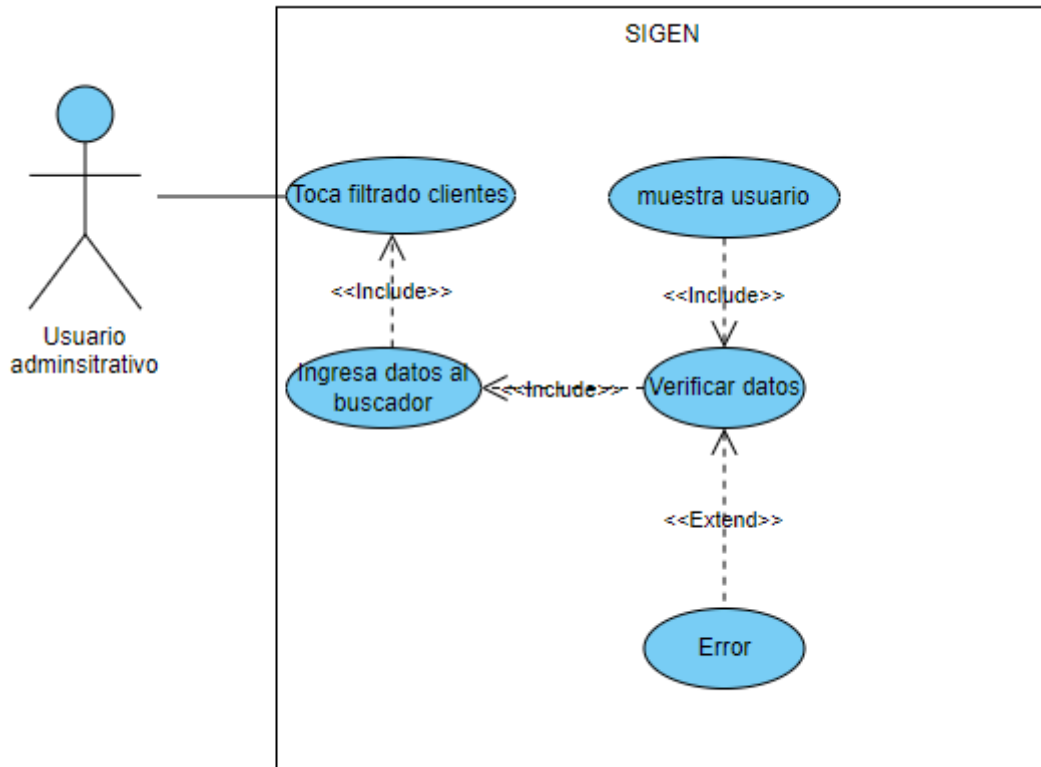 SIGEN
Toca filtrado clientes
muestra usuario
<<Include>>
<<Include>>
Usuario
adminsitrativo
Ingresa datos al
buscador
<<Include>>
Verificar datos
<<Extend>>
Error